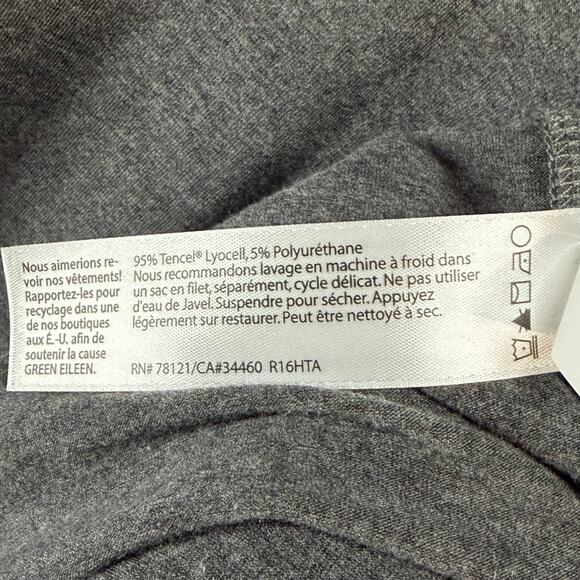 Nous aimerions re-
voir nos vêtements!
Rapportez-les pour
recyclage dans une
de nos boutiques
aux É.-U. afin de
soutenir la cause
GREEN EILEEN.
95% Tencel® Lyocell, 5% Polyuréthane
Nous recommandons lavage en machine à froid dans
un sac en filet, séparément, cycle délicat. Ne pas utiliser
d'eau de Javel. Suspendre pour sécher. Appuyez
légèrement sur restaurer. Peut être nettoyé à sec.
RN# 78121/CA#34460 R16HTA